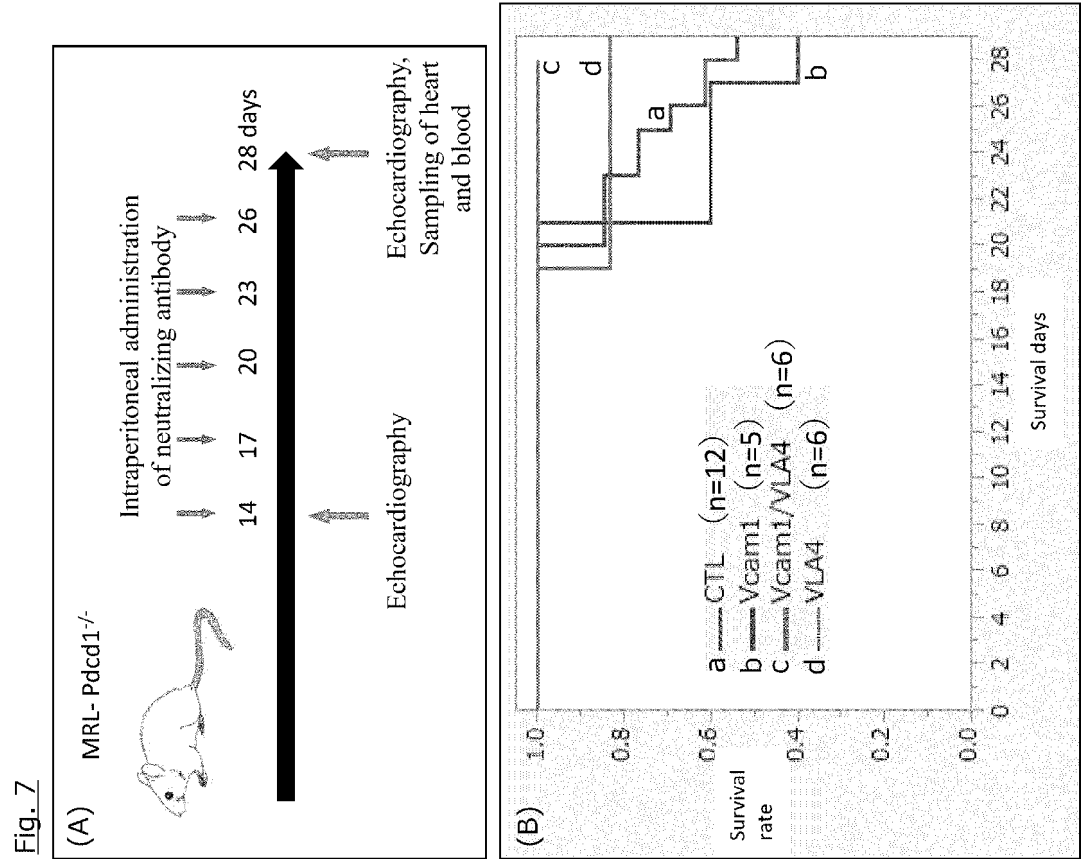 Fig. 7
(A)
MRL- Pdcd1-/-
Intraperitoneal administration
of neutralizing antibody
14 17 20 23 26 28 days
Echocardiography
Echocardiography,
Sampling of heart
and blood
(B)
Survival
rate
1.0
0.8
0.6
0.4
0.2
0.0
a CTL (n=12)
b Vcam1 (n=5)
c Vcam1/VLA4 (n=6)
d VLA4 (n=6)
c
d
a
b
0 2 4 6 8 10 12 14 16 18 20 22 24 26 28
Survival days